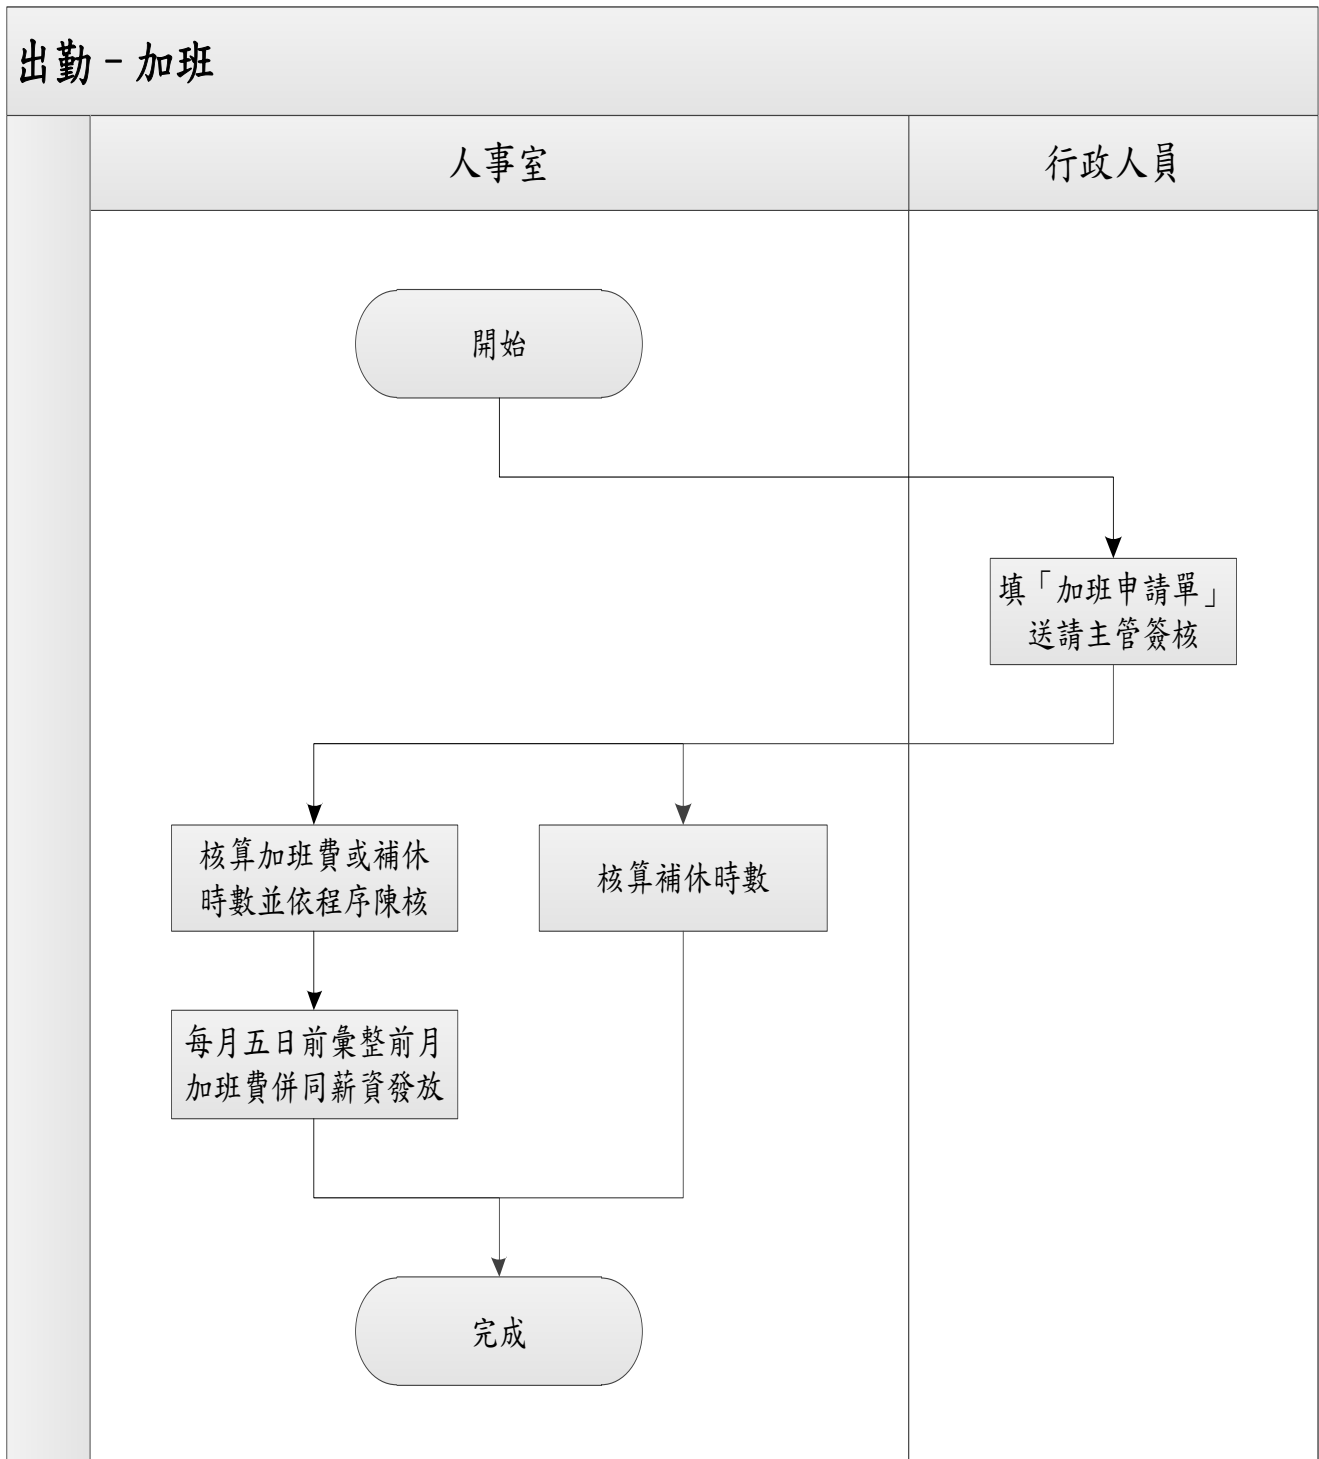 出勤－加班
人事室
行政人員
開始
填「加班申請單」
送請主管簽核
核算加班費或補休
時數並依程序陳核
核算補休時數
每月五日前彙整前月
加班費併同薪資發放
完成